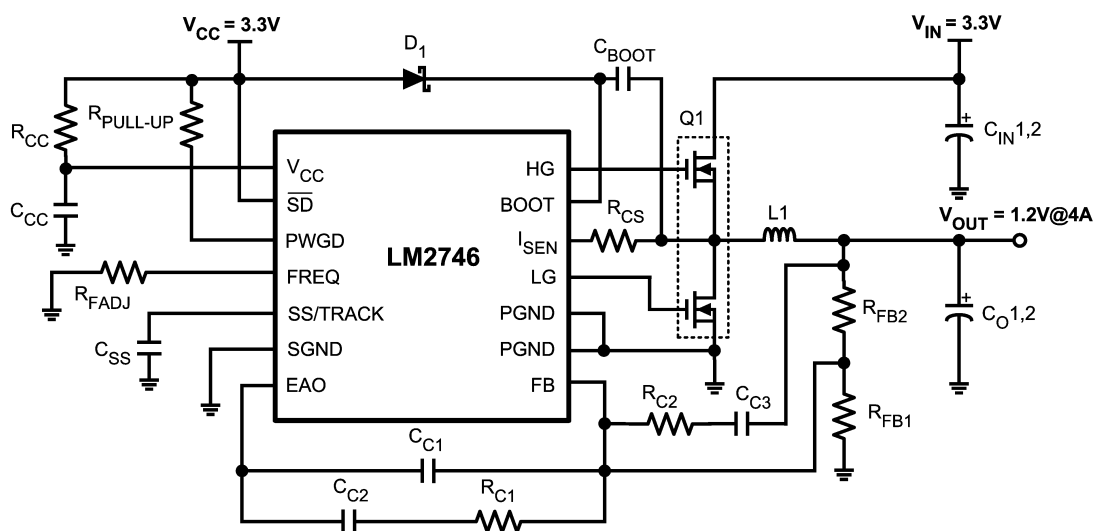 VCC = 3.3V
VIN = 3.3V
D1
CBOOT
RPULL-UP
RCC
Q1
CIN1,2
VCC
HG
CCC
SD
BOOT
RCS
L1
VOUT = 1.2V@4A
PWGD
ISEN
LM2746
FREQ
LG
RFADJ
SS/TRACK
PGND
RFB2
CO1,2
CSS
SGND
PGND
EAO
FB
RC2
CC3
RFB1
CC1
CC2
RC1